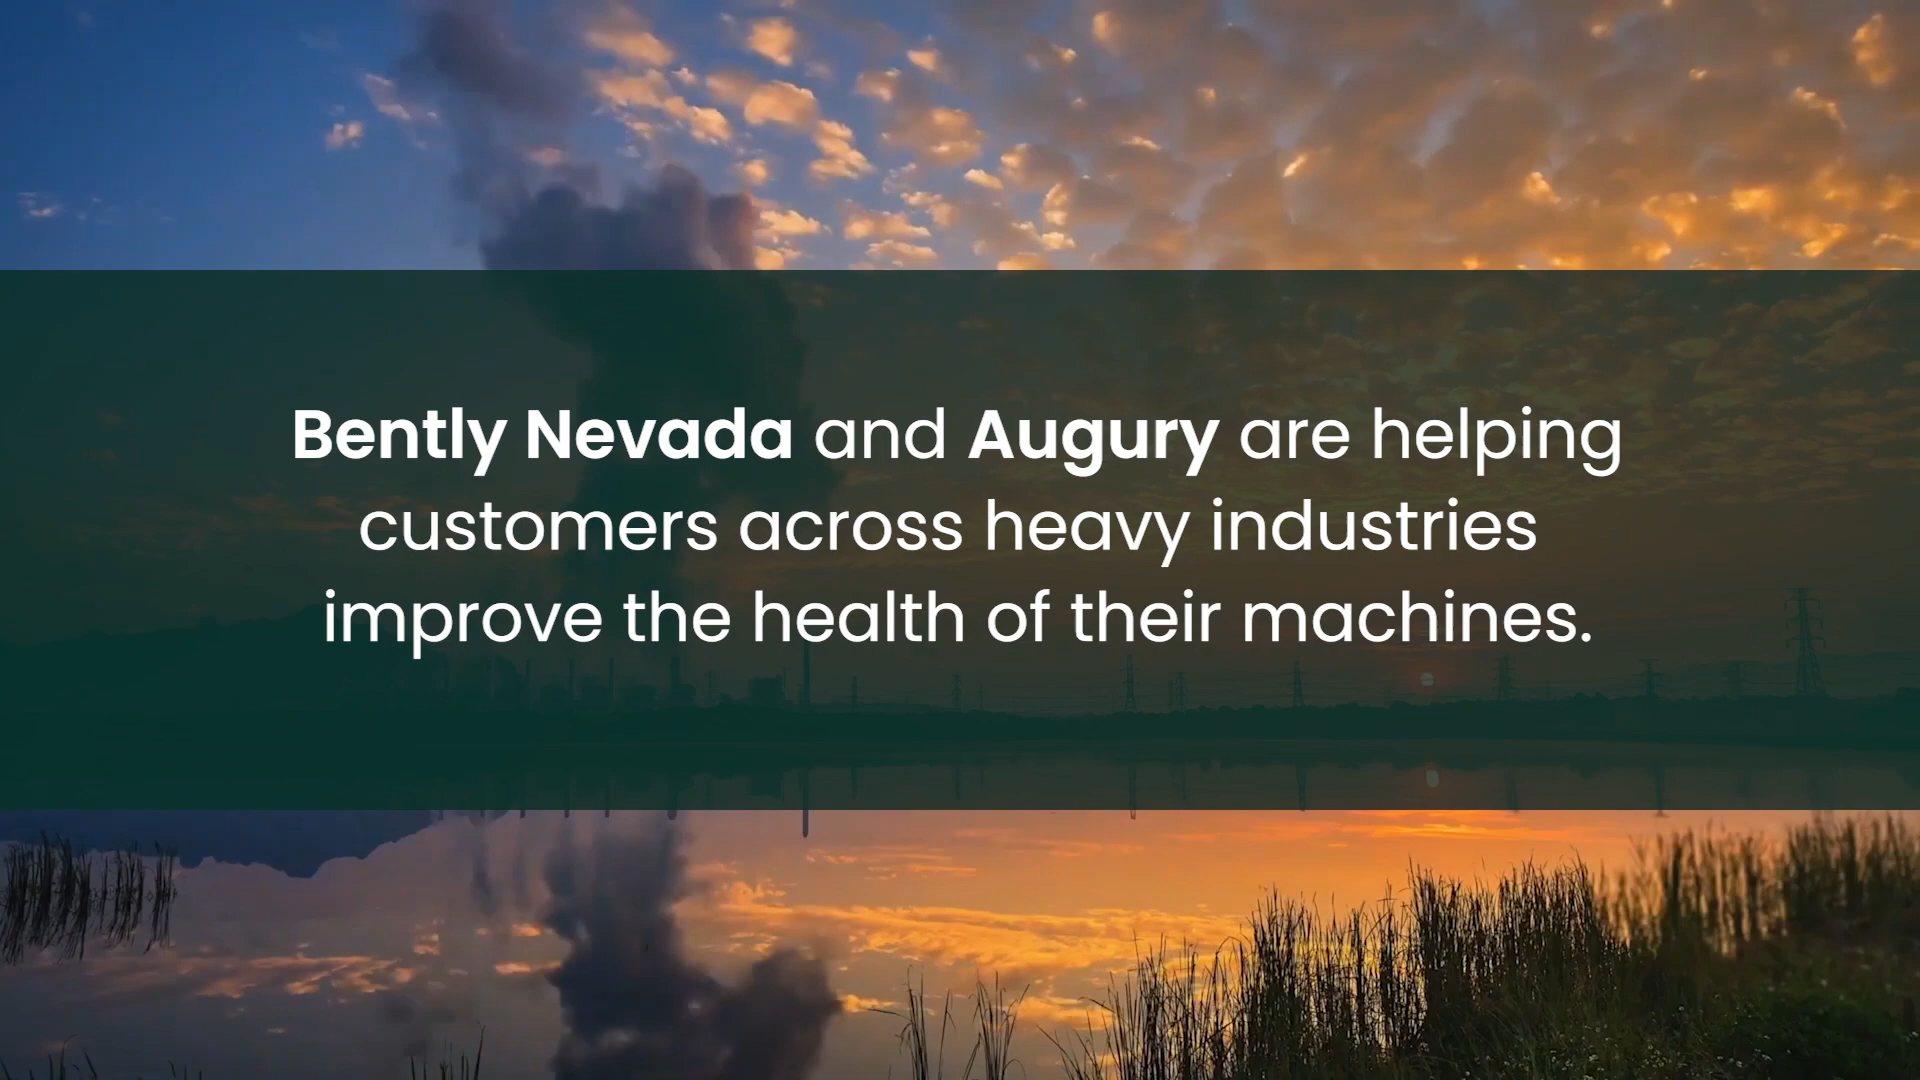 Bently Nevada and Augury are helping
customers across heavy industries
improve the health of their machines.